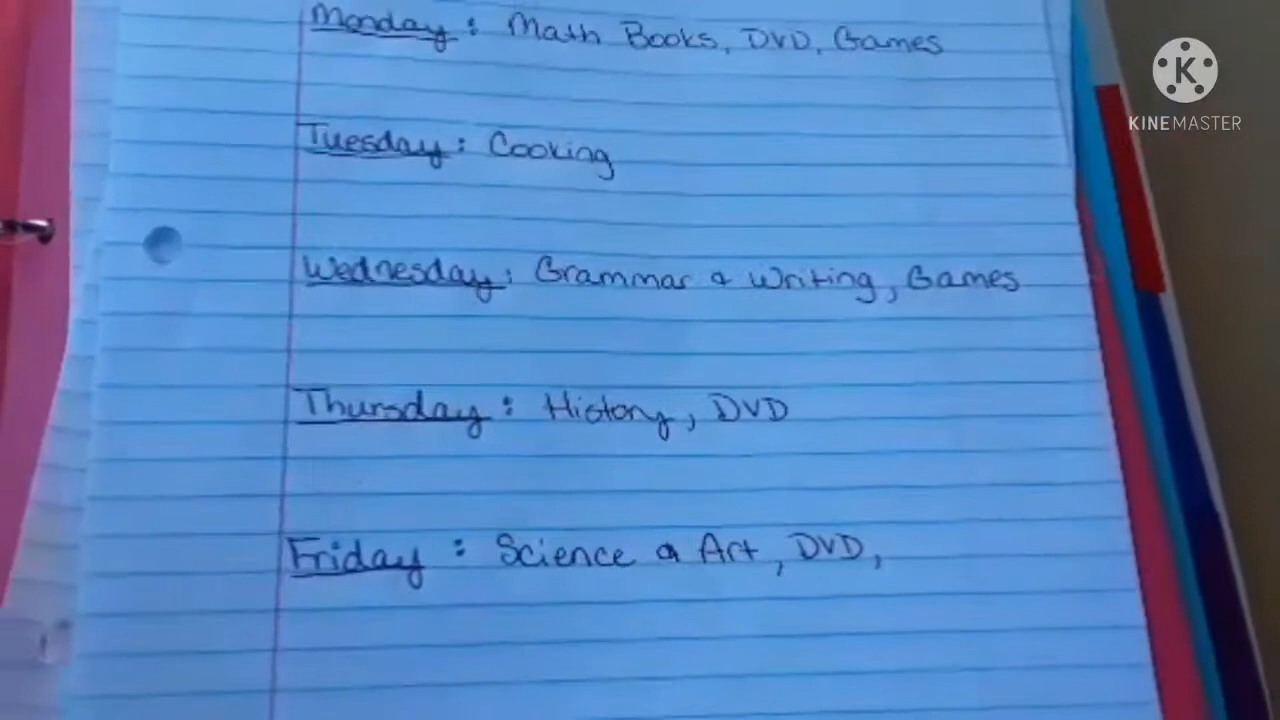 Monday: Math Books, DVD, Games
KINEMASTER
Tuesday: Cooking
Wednesday: Grammar & Writing, Games
Thursday: History, DVD
Friday: Science & Art, DVD,